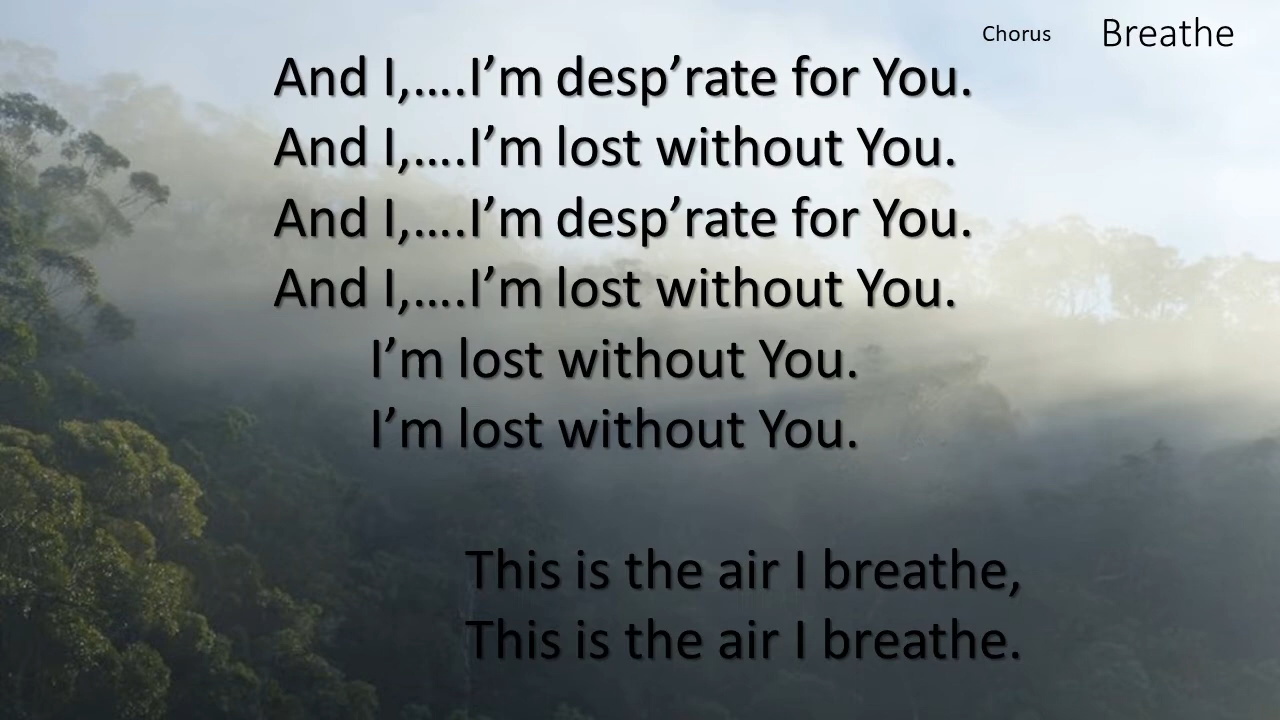 Chorus Breathe
And I,....I’m desp’rate for You.
And I,....I’m lost without You.
And I,....I’m desp’rate for You.
And I,....I’m lost without You.
I’m lost without You.
I’m lost without You.
This is the air I breathe,
This is the air I breathe.